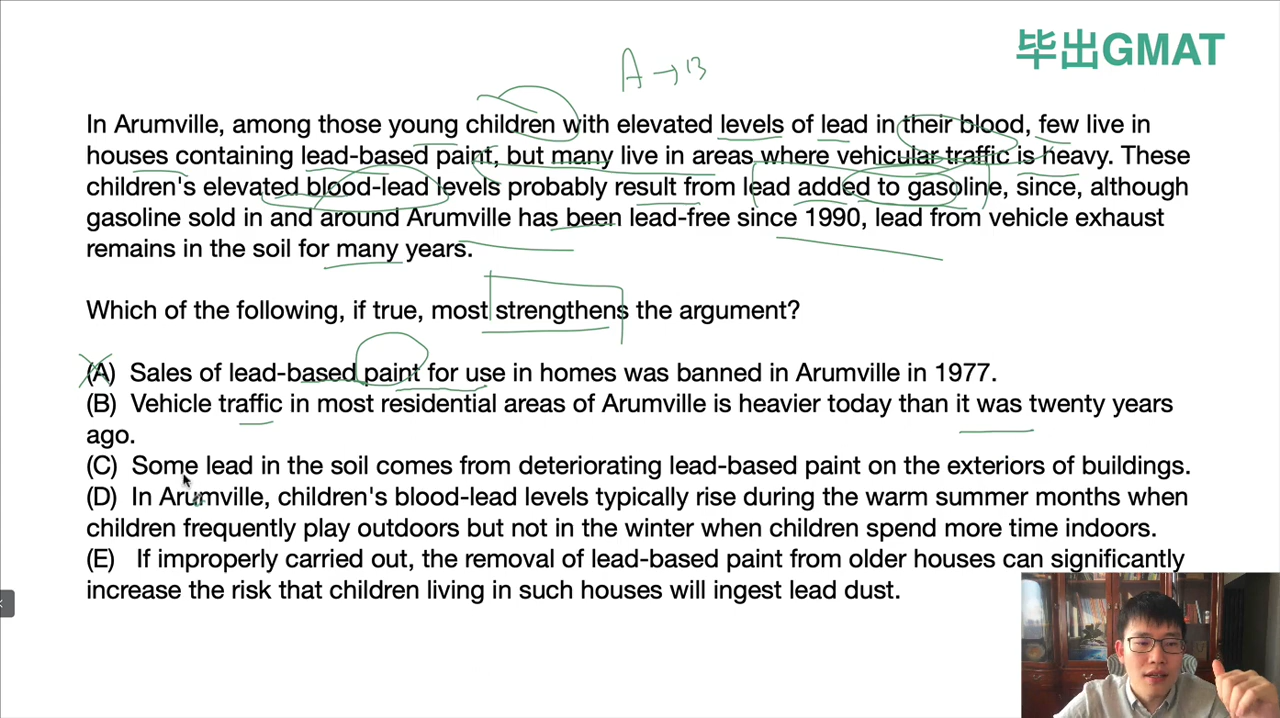 毕出GMAT
A → B
In Arumville, among those young children with elevated levels of lead in their blood, few live in
houses containing lead-based paint, but many live in areas where vehicular traffic is heavy. These
children's elevated blood-lead levels probably result from lead added to gasoline, since, although
gasoline sold in and around Arumville has been lead-free since 1990, lead from vehicle exhaust
remains in the soil for many years.
Which of the following, if true, most strengthens the argument?
(A) Sales of lead-based paint for use in homes was banned in Arumville in 1977.
(B) Vehicle traffic in most residential areas of Arumville is heavier today than it was twenty years
ago.
(C) Some lead in the soil comes from deteriorating lead-based paint on the exteriors of buildings.
(D) In Arumville, children's blood-lead levels typically rise during the warm summer months when
children frequently play outdoors but not in the winter when children spend more time indoors.
(E) If improperly carried out, the removal of lead-based paint from older houses can significantly
increase the risk that children living in such houses will ingest lead dust.